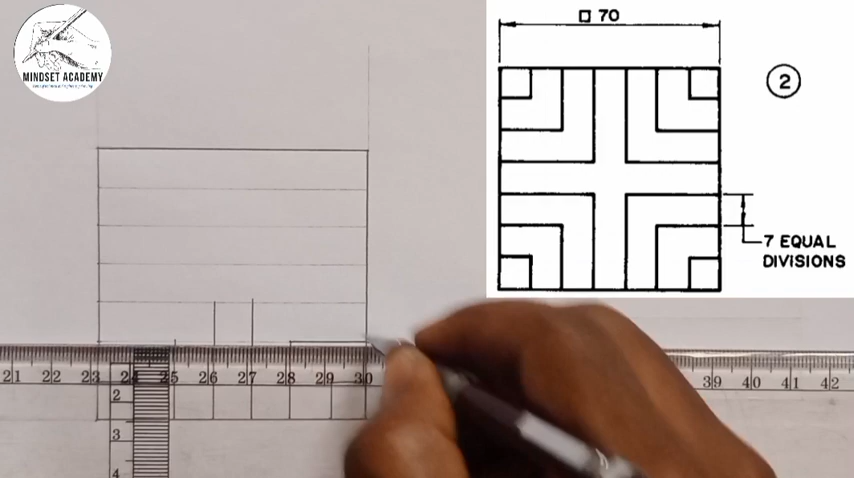 MINDSET ACADEMY
□ 70
2
7 EQUAL
DIVISIONS
21 22 23 24 25 26 27 28 29 30 39 40 41 42
2
3
4